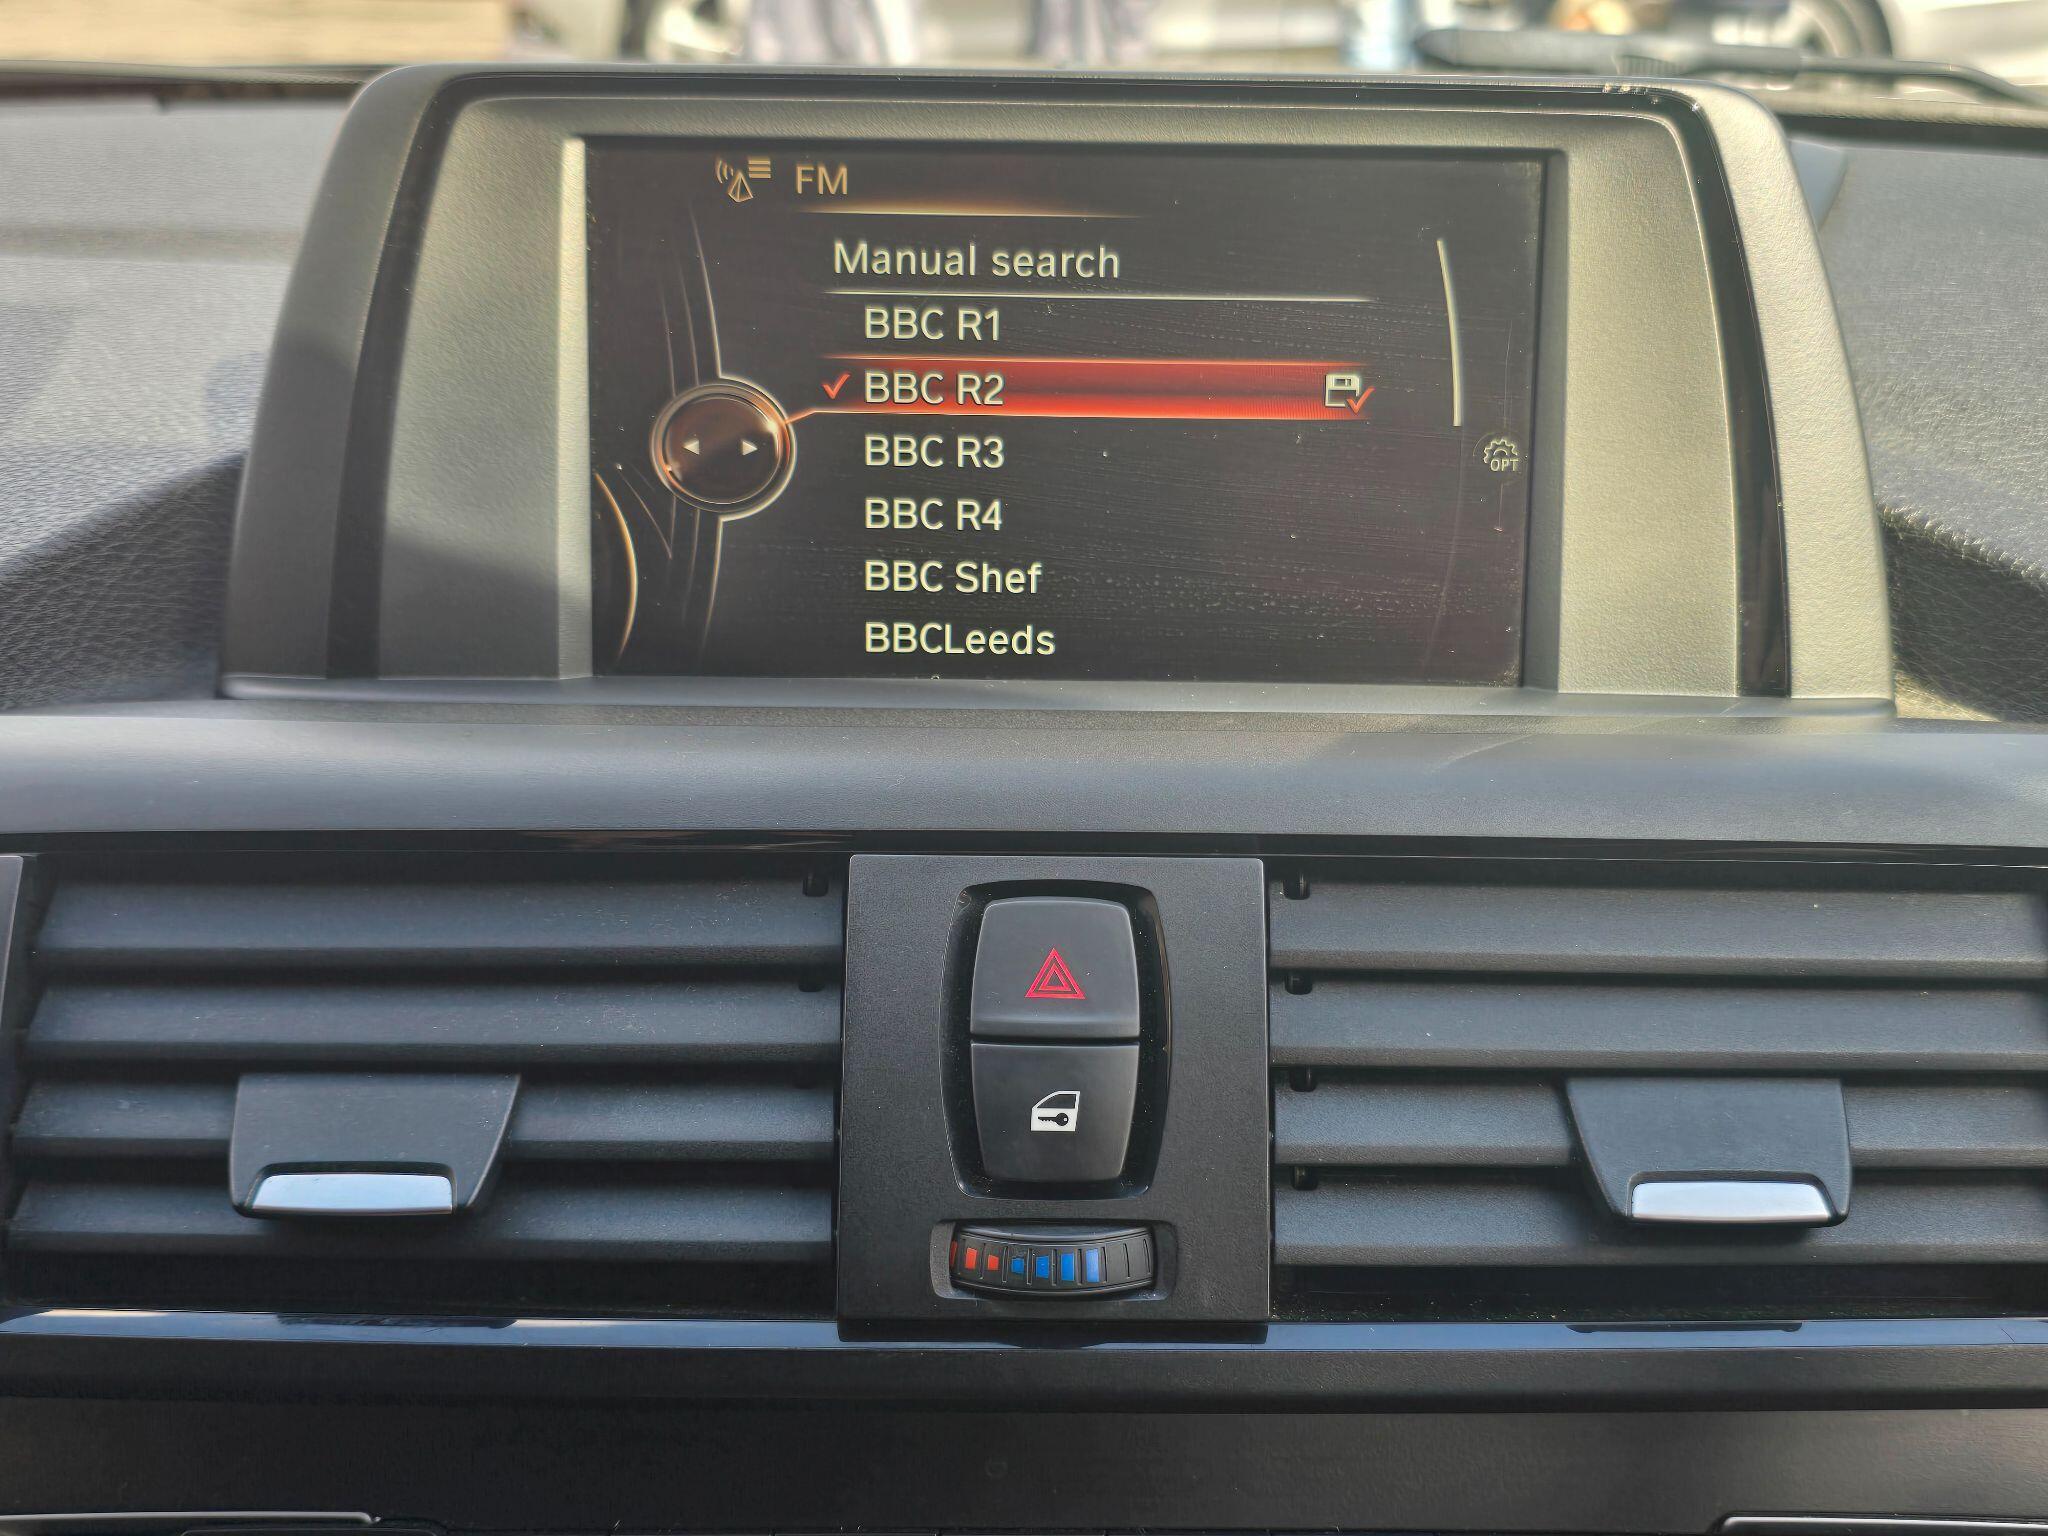 FM
Manual search
BBC R1
BBC R2
BBC R3
BBC R4
OPT
BBC Shef
BBCLeeds